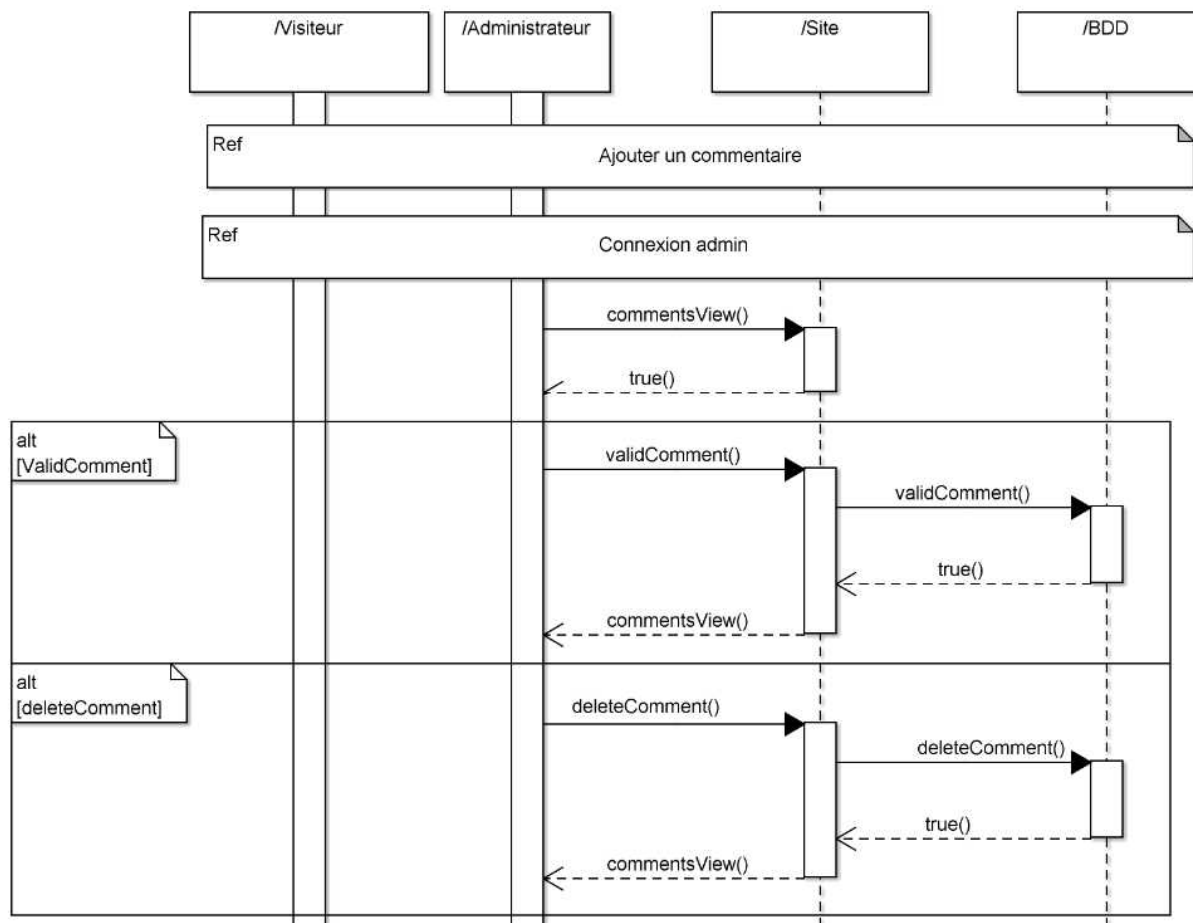 /Visiteur
/Administrateur
/Site
/BDD
Ref
Ajouter un commentaire
Ref
Connexion admin
commentsView()
true()
alt
[ValidComment]
validComment()
validComment()
true()
commentsView()
alt
[deleteComment]
deleteComment()
deleteComment()
true()
commentsView()